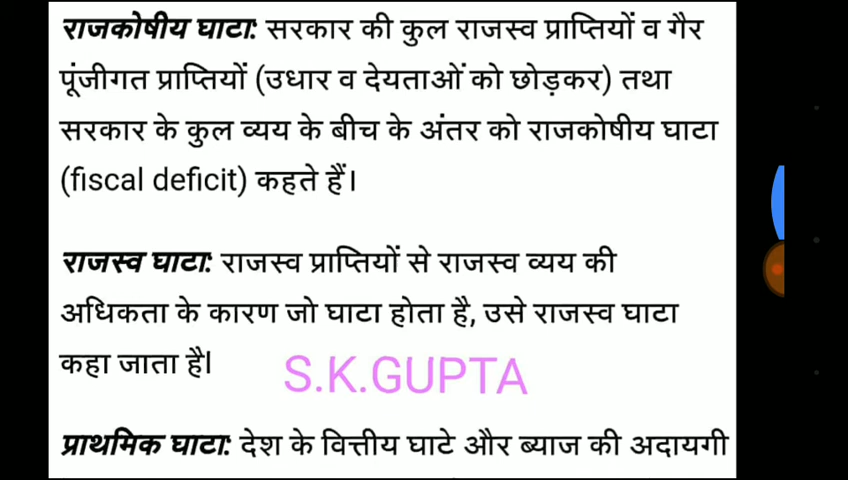 राजकोषीय घाटा: सरकार की कुल राजस्व प्राप्तियों व गैर
पूंजीगत प्राप्तियों (उधार व देयताओं को छोड़कर) तथा
सरकार के कुल व्यय के बीच के अंतर को राजकोषीय घाटा
(fiscal deficit) कहते हैं।
राजस्व घाटा: राजस्व प्राप्तियों से राजस्व व्यय की
अधिकता के कारण जो घाटा होता है, उसे राजस्व घाटा
कहा जाता है|
S.K.GUPTA
प्राथमिक घाटा: देश के वित्तीय घाटे और ब्याज की अदायगी